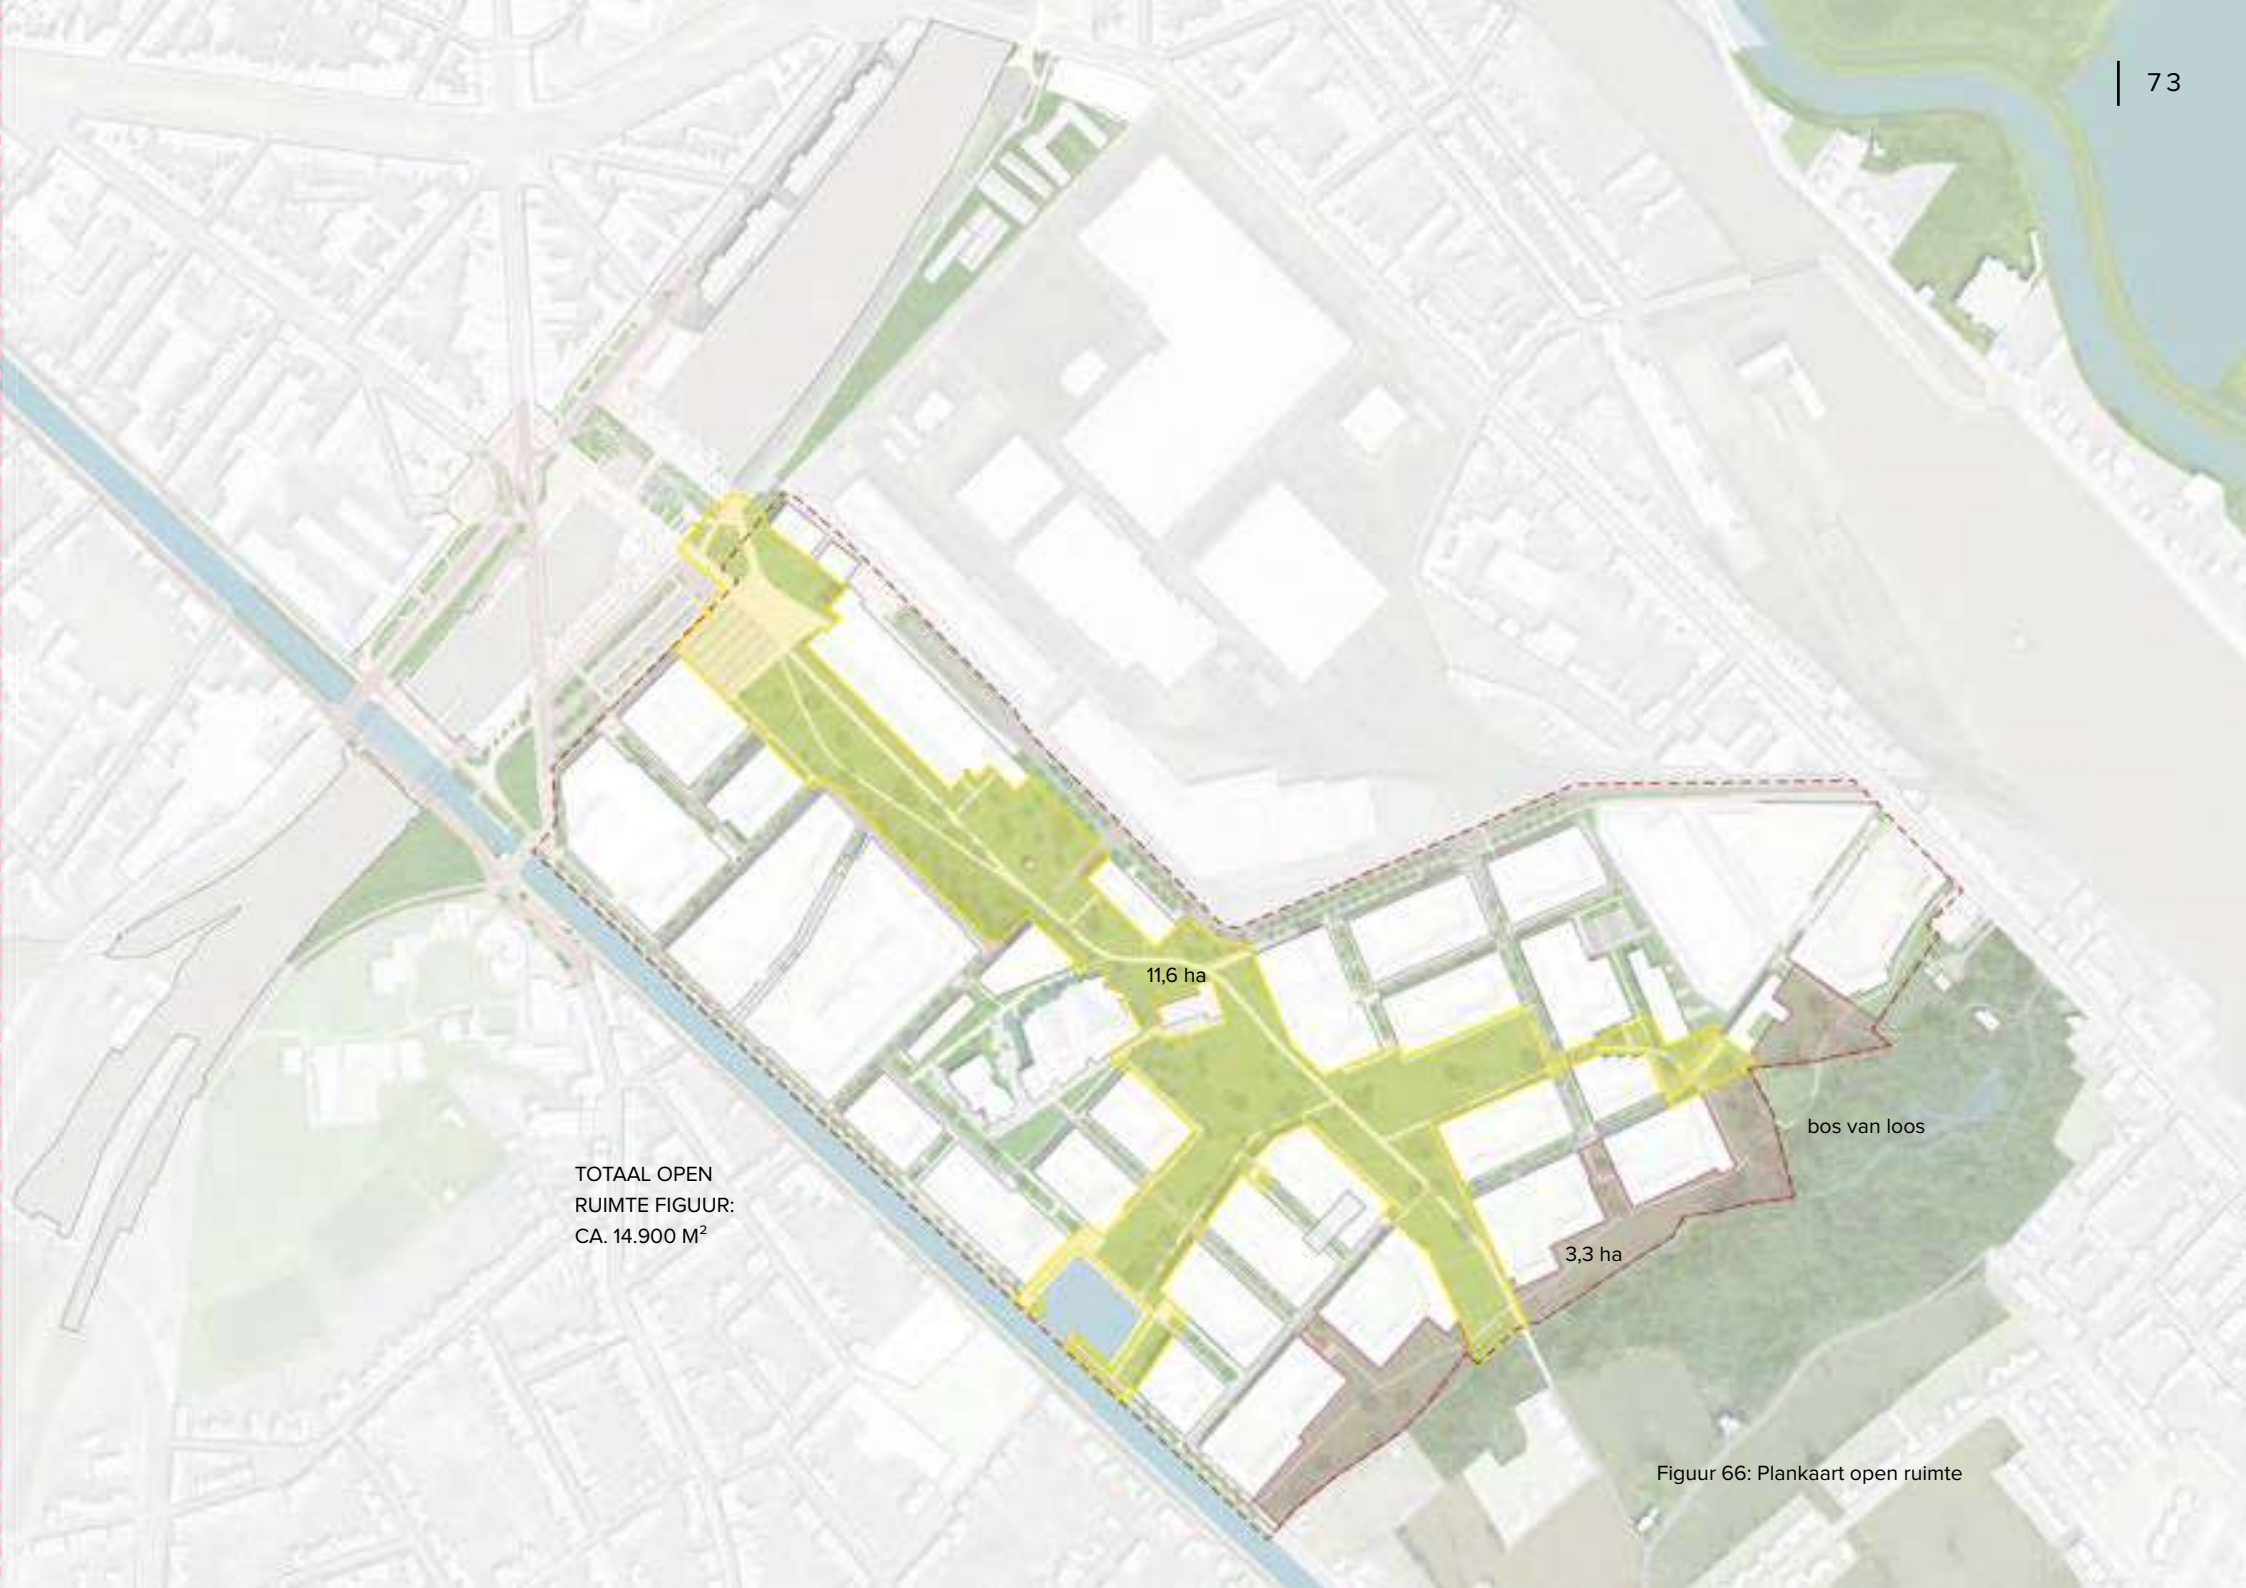 73
11,6 ha
bos van loos
TOTAAL OPEN
RUIMTE FIGUUR:
CA. 14.900 M²
3,3 ha
Figuur 66: Plankaart open ruimte